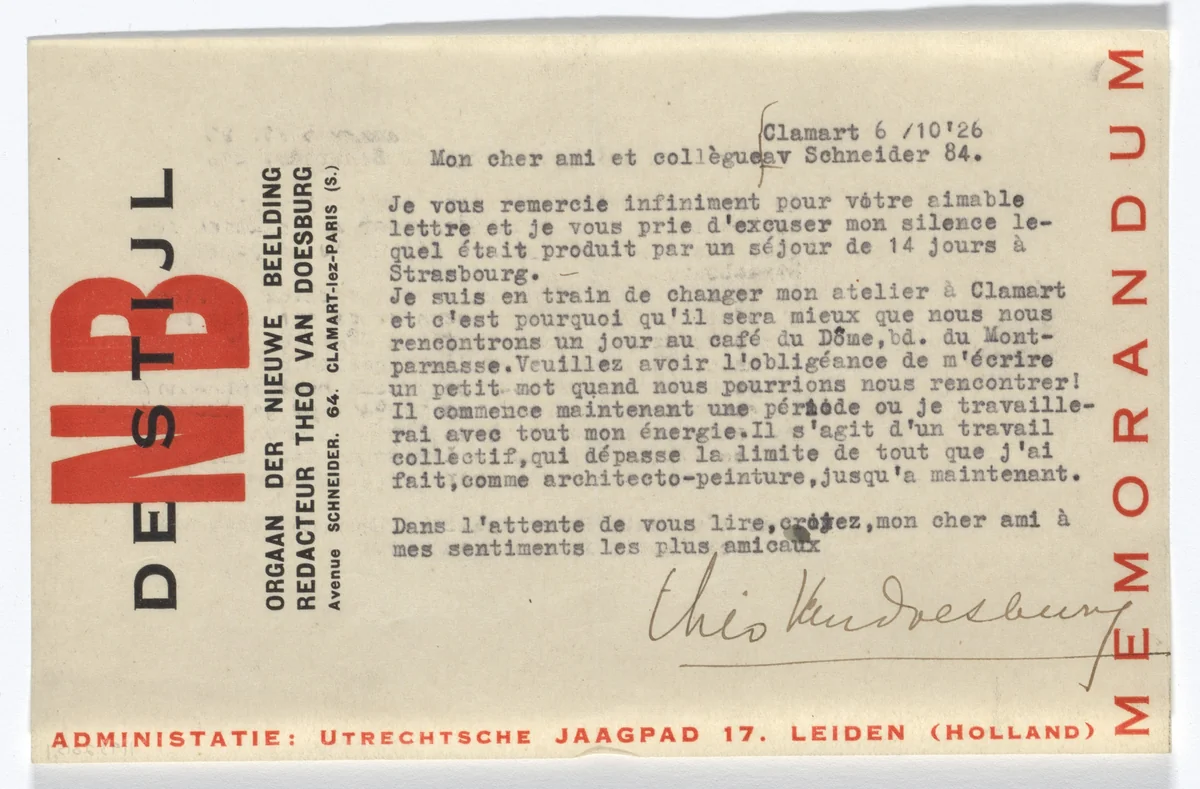 NB
DE STIJL
ORGAAN DER NIEUWE BEELDING
REDACTEUR THEO VAN DOESBURG
Avenue SCHNEIDER. 64. CLAMART-lez-PARIS (S.)
Clamart 6 /10'26
Mon cher ami et collègue
av Schneider 84.
Je vous remercie infiniment pour vôtre aimable
lettre et je vous prie d'excuser mon silence le-
quel était produit par un séjour de 14 jours à
Strasbourg. —
Je suis en train de changer mon atelier à Clamart
et c'est pourquoi qu'il sera mieux que nous nous
rencontrons un jour au café du Dôme,bd. du Mont-
parnasse.Veuillez avoir l'obligéance de m'écrire
un petit mot quand nous pourrions nous rencontrer!
Il commence maintenant une période ou je travaille-
rai avec tout mon énergie.Il s'agit d'un travail
collectif,qui dépasse la limite de tout que j'ai
fait,comme architecto-peinture,jusqu'a maintenant.
Dans l'attente de vous lire,croyez,mon cher ami à
mes sentiments les plus amicaux
Théo Van Doesburg
MEMORANDUM
ADMINISTATIE: UTRECHTSCHE JAAGPAD 17. LEIDEN (HOLLAND)